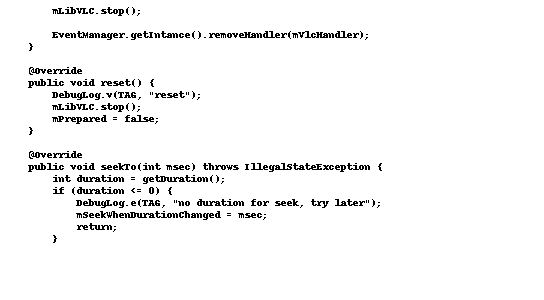 mLibVLC.stop();
EventManager.getIntance().removeHandler(mVlcHandler);
}
@Override
public void reset() {
DebugLog.v(TAG, "reset");
mLibVLC.stop();
mPrepared = false;
}
@Override
public void seekTo(int msec) throws IllegalStateException {
int duration = getDuration();
if (duration <= 0) {
DebugLog.e(TAG, "no duration for seek, try later");
mSeekWhenDurationChanged = msec;
return;
}